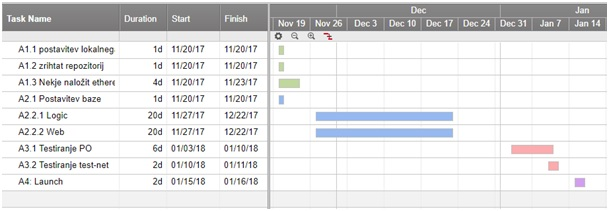 Task Name Duration Start Finish Dec Jan
Nov 19 Nov 26 Dec 3 Dec 10 Dec 17 Dec 24 Dec 31 Jan 7 Jan 14
A1.1 postavitev lokalneg 1d 11/20/17 11/20/17
A1.2 zrihtat repozitorij 1d 11/20/17 11/20/17
A1.3 Nekje naložit ethere 4d 11/20/17 11/23/17
A2.1 Postavitev baze 1d 11/20/17 11/20/17
A2.2.1 Logic 20d 11/27/17 12/22/17
A2.2.2 Web 20d 11/27/17 12/22/17
A3.1 Testiranje PO 6d 01/03/18 01/10/18
A3.2 Testiranje test-net 2d 01/10/18 01/11/18
A4: Launch 2d 01/15/18 01/16/18